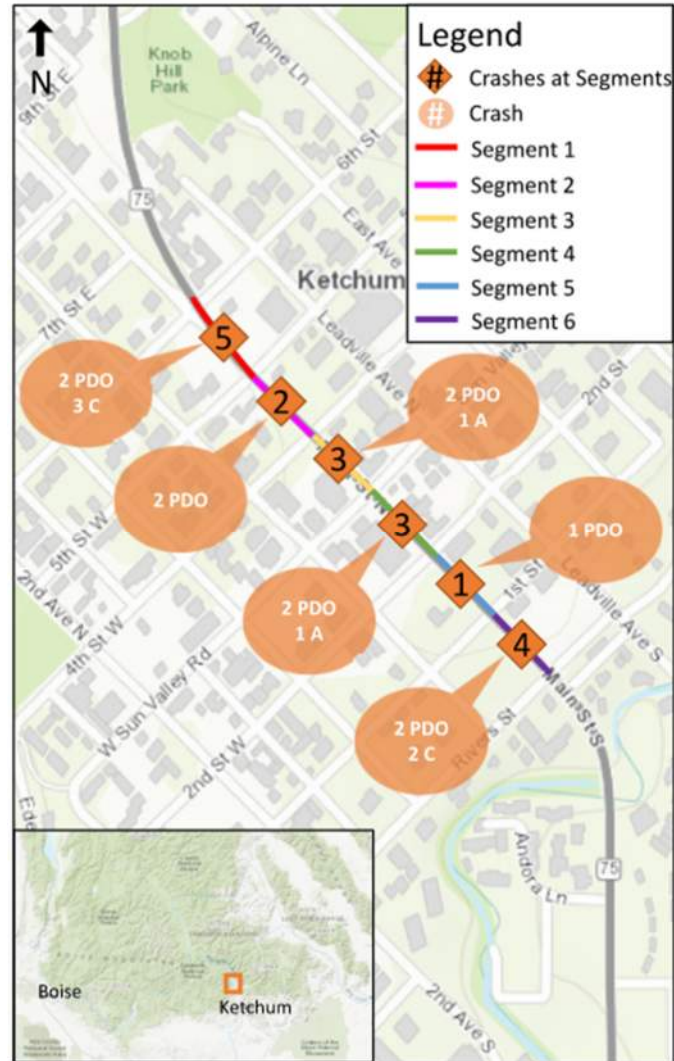 N
Knob
Hill
Park
Alpine Ln
9th St E
6th St
75
East Ave
7th St E
Ketchum
Leadville Ave N
2nd St
Legend
# Crashes at Segments
# Crash
Segment 1
Segment 2
Segment 3
Segment 4
Segment 5
Segment 6
5
2 PDO
3 C
2
2 PDO
3
2 PDO
1 A
3
2 PDO
1 A
1
1 PDO
4
2 PDO
2 C
5th St W
2nd Ave N
4th St W
W Sun Valley Rd
2nd St W
1st St
Leadville Ave S
Main St S
Rivers St
75
Andora Ln
2nd Ave S
Boise
Ketchum